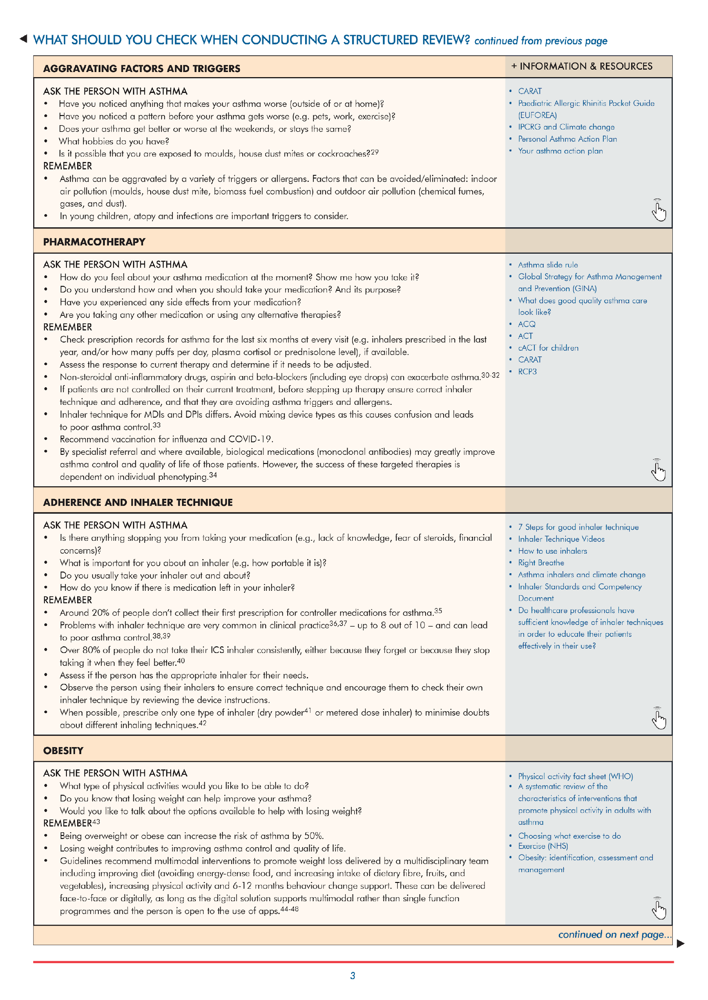 ◀ WHAT SHOULD YOU CHECK WHEN CONDUCTING A STRUCTURED REVIEW? continued from previous page
AGGRAVATING FACTORS AND TRIGGERS
+ INFORMATION & RESOURCES
ASK THE PERSON WITH ASTHMA
• Have you noticed anything that makes your asthma worse (outside of or at home)?
• Have you noticed a pattern before your asthma gets worse (e.g. pets, work, exercise)?
• Does your asthma get better or worse at the weekends, or stays the same?
• What hobbies do you have?
• Is it possible that you are exposed to moulds, house dust mites or cockroaches?29
REMEMBER
• Asthma can be aggravated by a variety of triggers or allergens. Factors that can be avoided/eliminated: indoor
air pollution (moulds, house dust mite, biomass fuel combustion) and outdoor air pollution (chemical fumes,
gases, and dust).
• In young children, atopy and infections are important triggers to consider.
• CARAT
• Paediatric Allergic Rhinitis Pocket Guide
(EUFOREA)
• IPCRG and Climate change
• Personal Asthma Action Plan
• Your asthma action plan
PHARMACOTHERAPY
ASK THE PERSON WITH ASTHMA
• How do you feel about your asthma medication at the moment? Show me how you take it?
• Do you understand how and when you should take your medication? And its purpose?
• Have you experienced any side effects from your medication?
• Are you taking any other medication or using any alternative therapies?
REMEMBER
• Check prescription records for asthma for the last six months at every visit (e.g. inhalers prescribed in the last
year, and/or how many puffs per day, plasma cortisol or prednisolone level), if available.
• Assess the response to current therapy and determine if it needs to be adjusted.
• Non-steroidal anti-inflammatory drugs, aspirin and beta-blockers (including eye drops) can exacerbate asthma.30-32
• If patients are not controlled on their current treatment, before stepping up therapy ensure correct inhaler
technique and adherence, and that they are avoiding asthma triggers and allergens.
• Inhaler technique for MDIs and DPIs differs. Avoid mixing device types as this causes confusion and leads
to poor asthma control.33
• Recommend vaccination for influenza and COVID-19.
• By specialist referral and where available, biological medications (monoclonal antibodies) may greatly improve
asthma control and quality of life of those patients. However, the success of these targeted therapies is
dependent on individual phenotyping.34
• Asthma slide rule
• Global Strategy for Asthma Management
and Prevention (GINA)
• What does good quality asthma care
look like?
• ACQ
• ACT
• cACT for children
• CARAT
• RCP3
ADHERENCE AND INHALER TECHNIQUE
ASK THE PERSON WITH ASTHMA
• Is there anything stopping you from taking your medication (e.g., lack of knowledge, fear of steroids, financial
concerns)?
• What is important for you about an inhaler (e.g. how portable it is)?
• Do you usually take your inhaler out and about?
• How do you know if there is medication left in your inhaler?
REMEMBER
• Around 20% of people don't collect their first prescription for controller medications for asthma.35
• Problems with inhaler technique are very common in clinical practice36,37 – up to 8 out of 10 – and can lead
to poor asthma control.38,39
• Over 80% of people do not take their ICS inhaler consistently, either because they forget or because they stop
taking it when they feel better.40
• Assess if the person has the appropriate inhaler for their needs.
• Observe the person using their inhalers to ensure correct technique and encourage them to check their own
inhaler technique by reviewing the device instructions.
• When possible, prescribe only one type of inhaler (dry powder41 or metered dose inhaler) to minimise doubts
about different inhaling techniques.42
• 7 Steps for good inhaler technique
• Inhaler Technique Videos
• How to use inhalers
• Right Breathe
• Asthma inhalers and climate change
• Inhaler Standards and Competency
Document
• Do healthcare professionals have
sufficient knowledge of inhaler techniques
in order to educate their patients
effectively in their use?
OBESITY
ASK THE PERSON WITH ASTHMA
• What type of physical activities would you like to be able to do?
• Do you know that losing weight can help improve your asthma?
• Would you like to talk about the options available to help with losing weight?
REMEMBER43
• Being overweight or obese can increase the risk of asthma by 50%.
• Losing weight contributes to improving asthma control and quality of life.
• Guidelines recommend multimodal interventions to promote weight loss delivered by a multidisciplinary team
including improving diet (avoiding energy-dense food, and increasing intake of dietary fibre, fruits, and
vegetables), increasing physical activity and 6-12 months behaviour change support. These can be delivered
face-to-face or digitally, as long as the digital solution supports multimodal rather than single function
programmes and the person is open to the use of apps.44-48
• Physical activity fact sheet (WHO)
• A systematic review of the
characteristics of interventions that
promote physical activity in adults with
asthma
• Choosing what exercise to do
• Exercise (NHS)
• Obesity: identification, assessment and
management
continued on next page... ▶
3